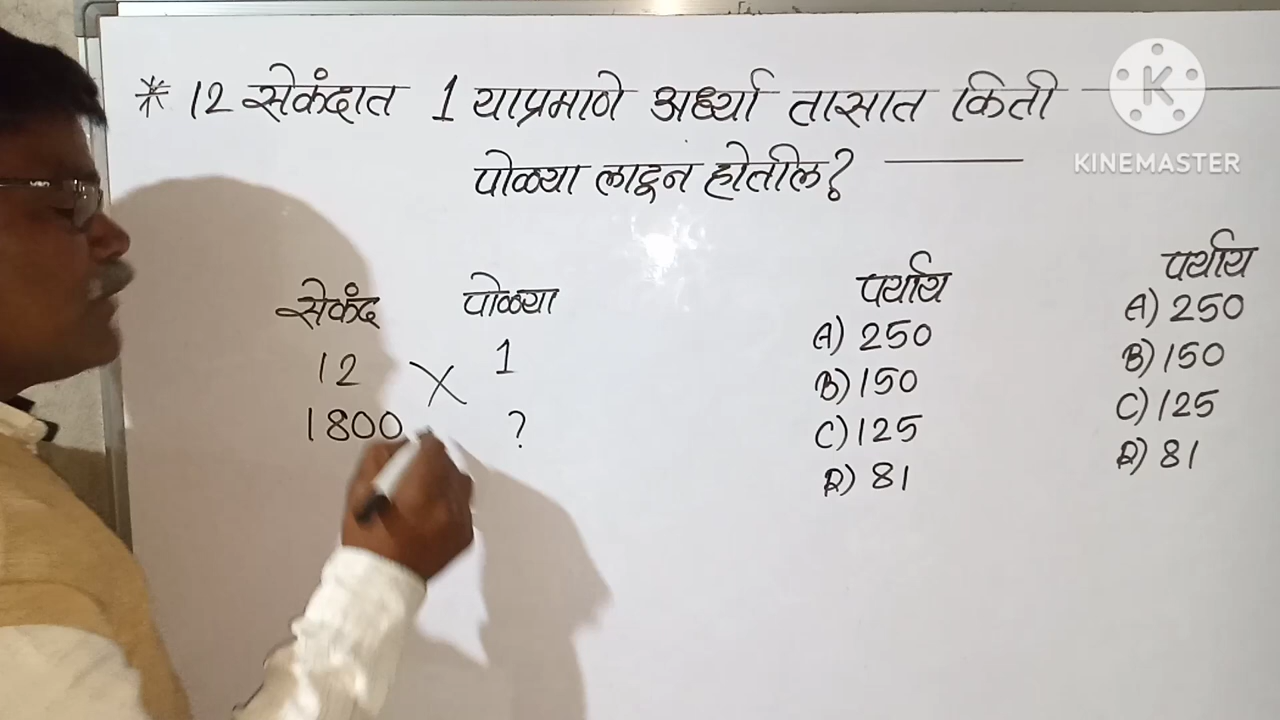 * 12 सेकंदात 1 याप्रमाणे अर्ध्या तासात किती
पोळ्या लाटून होतील?
सेकंद पोळ्या
12 1
1800 ?
पर्याय
A) 250
B) 150
C) 125
D) 81
पर्याय
A) 250
B) 150
C) 125
D) 81
K
KINEMASTER